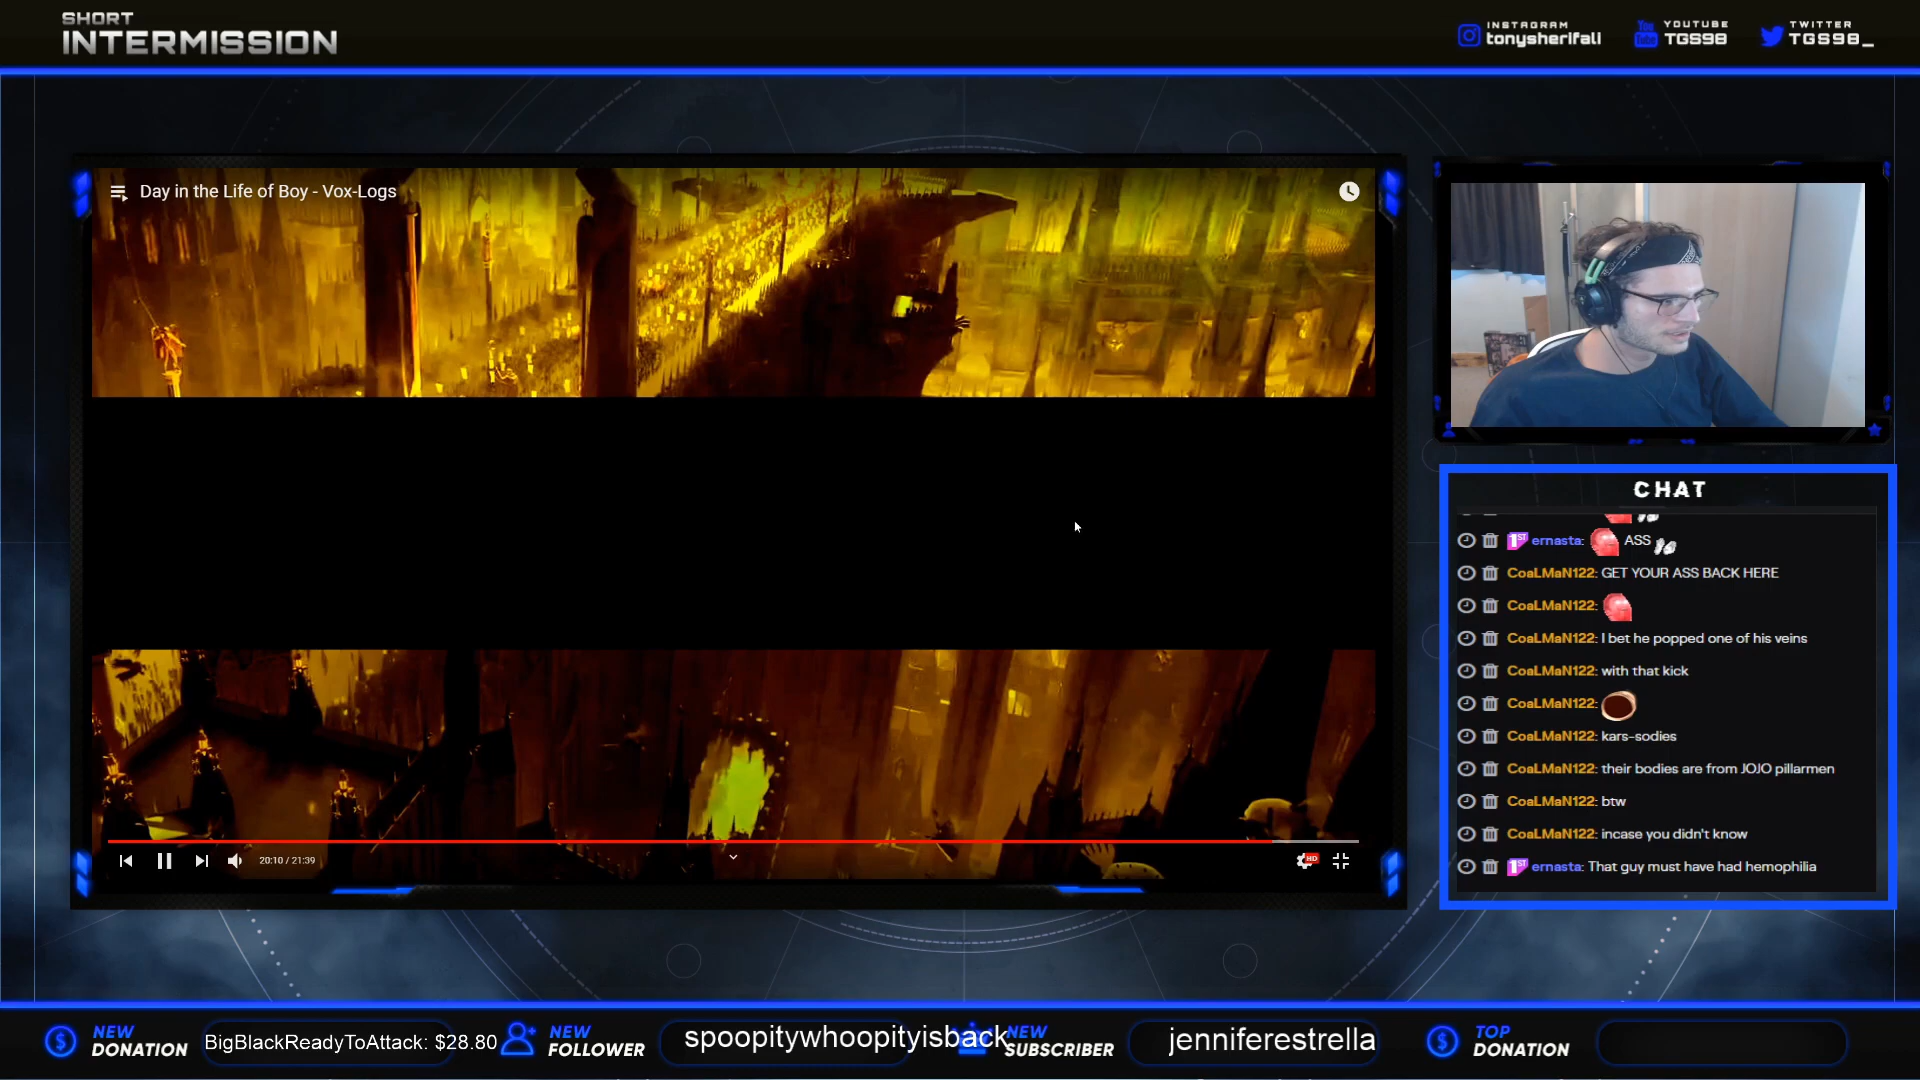 SHORT
INTERMISSION
INSTAGRAM
tonysherifali
YOUTUBE
TGS98
TWITTER
TGS98_
Day in the Life of Boy - Vox-Logs
20:10 / 21:39
HD
CHAT
1ST ernasta: ASS
CoaLMaN122: GET YOUR ASS BACK HERE
CoaLMaN122:
CoaLMaN122: I bet he popped one of his veins
CoaLMaN122: with that kick
CoaLMaN122:
CoaLMaN122: kars-sodies
CoaLMaN122: their bodies are from JOJO pillarmen
CoaLMaN122: btw
CoaLMaN122: incase you didn't know
1ST ernasta: That guy must have had hemophilia
NEW DONATION
BigBlackReadyToAttack: $28.80
NEW FOLLOWER
spoopitywhoopityisback
NEW SUBSCRIBER
jenniferestrella
TOP DONATION